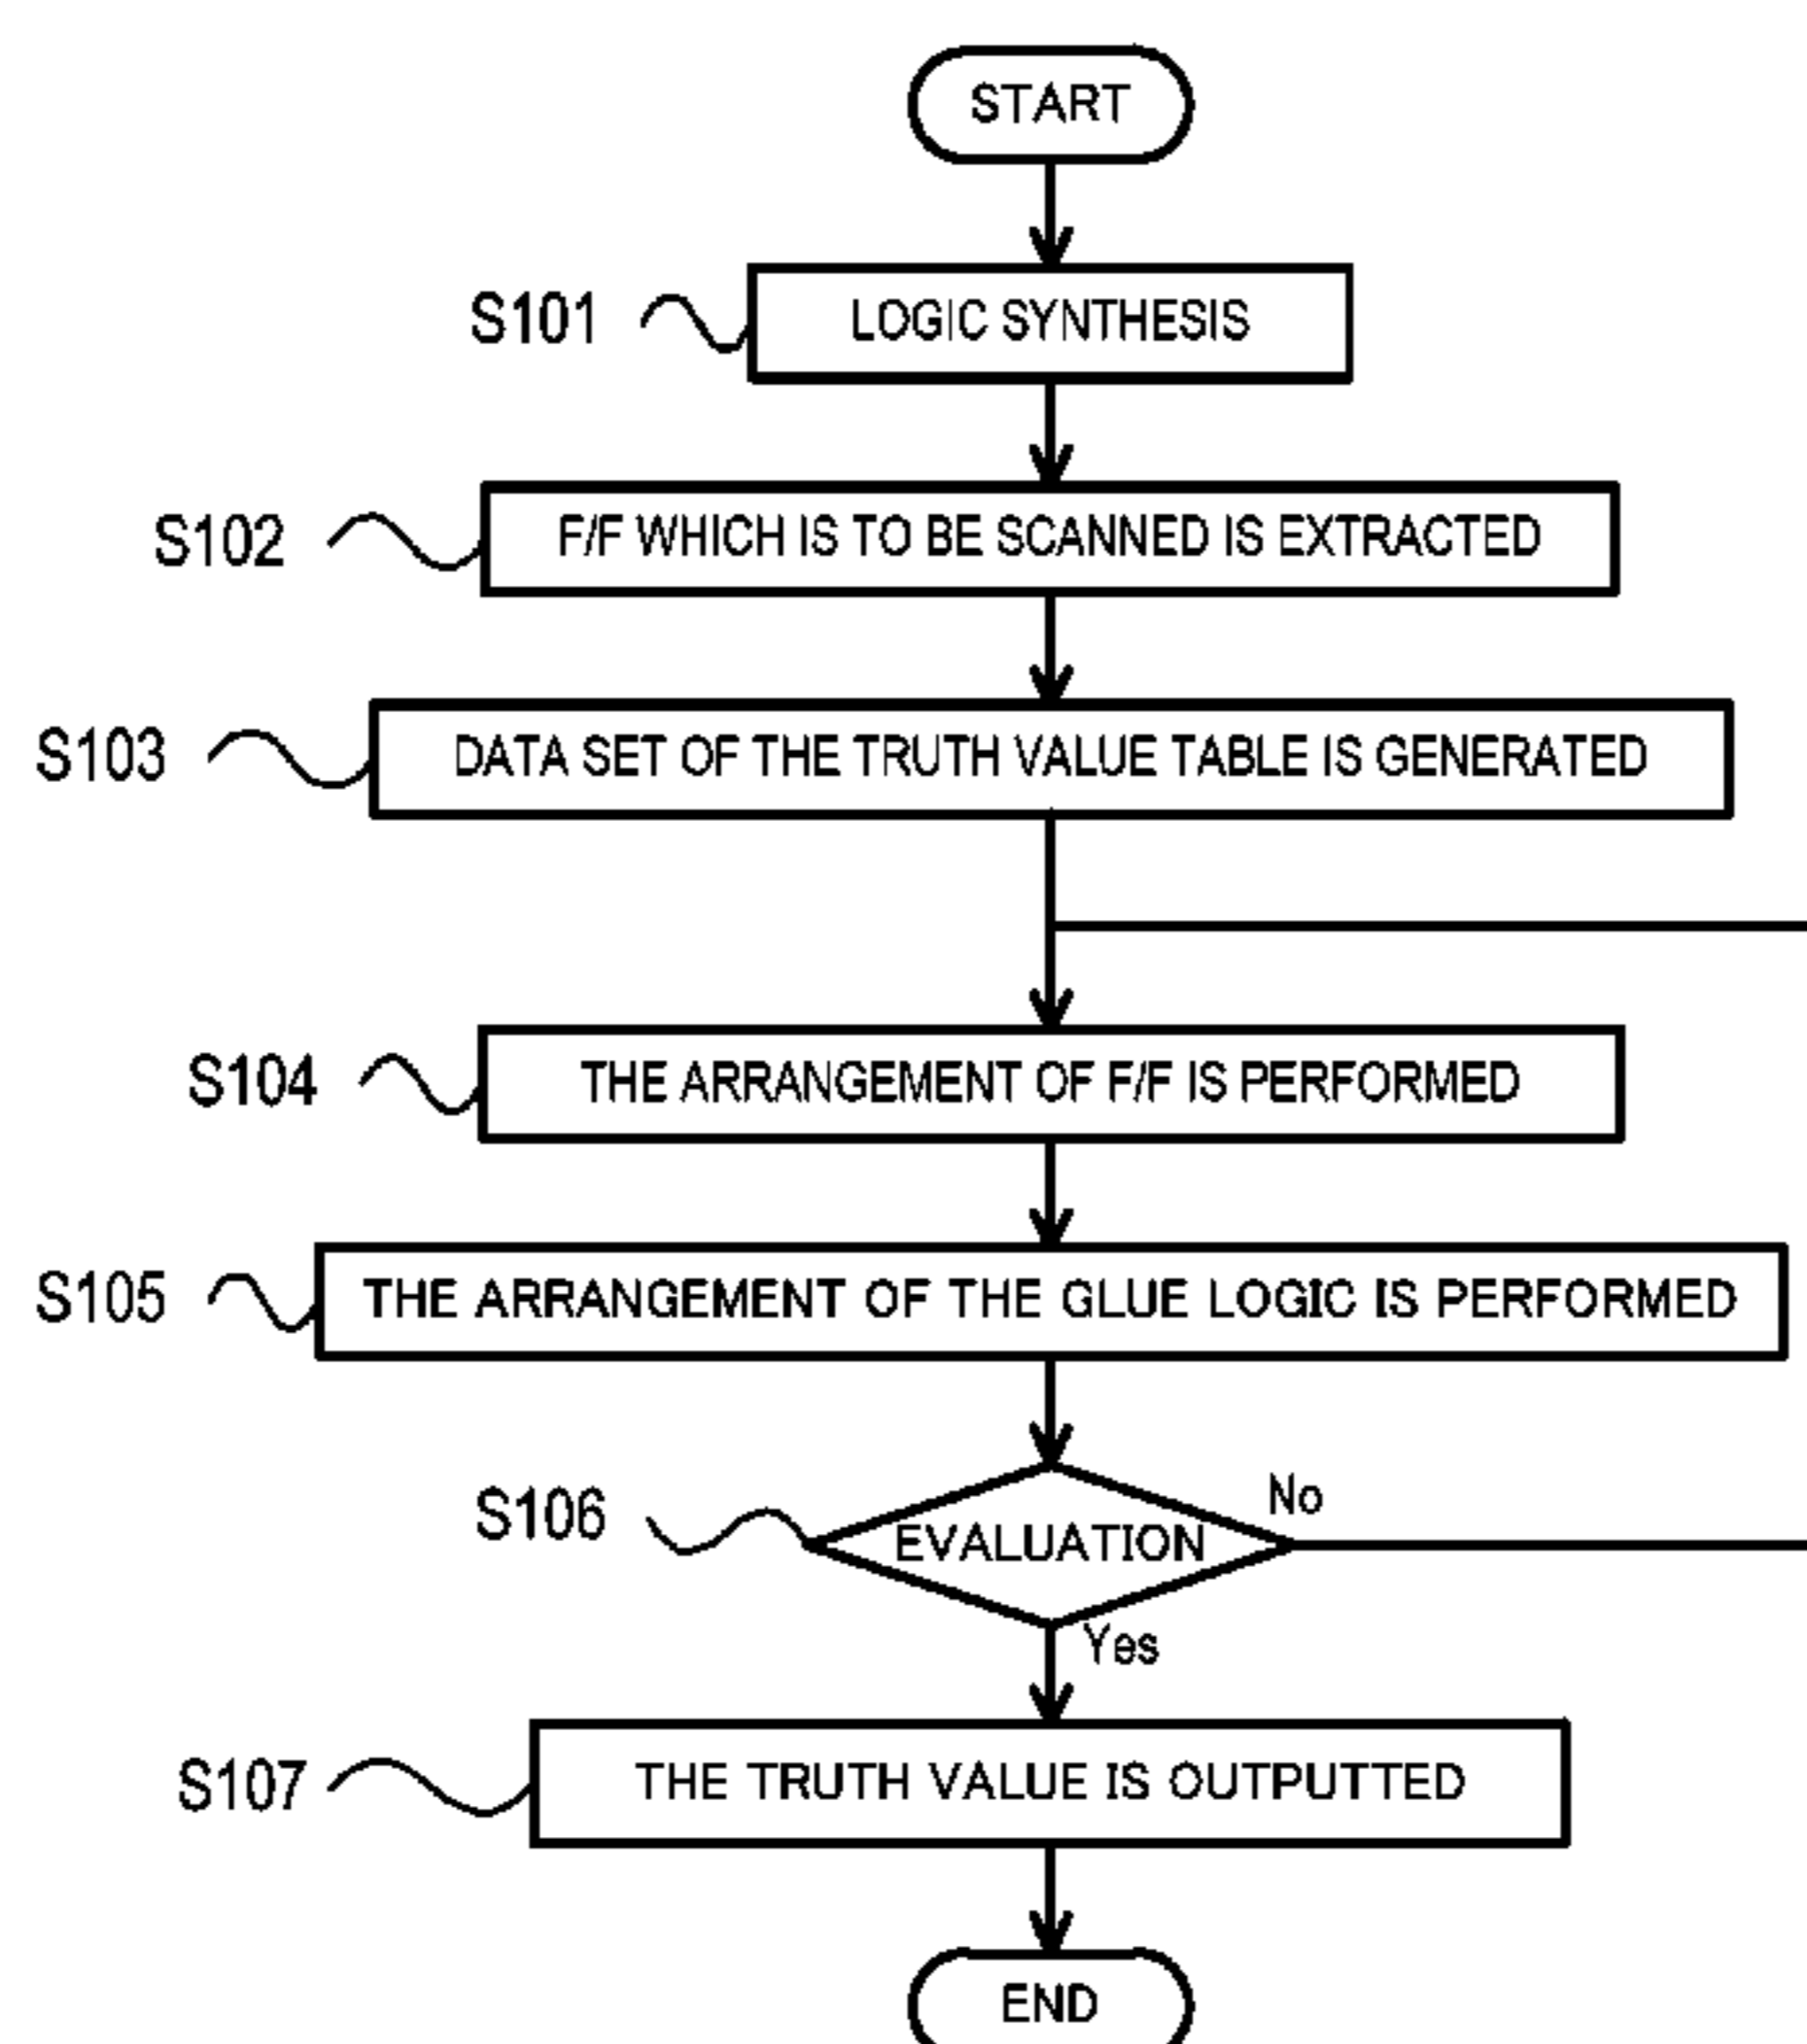 START
S101
LOGIC SYNTHESIS
S102
F/F WHICH IS TO BE SCANNED IS EXTRACTED
S103
DATA SET OF THE TRUTH VALUE TABLE IS GENERATED
S104
THE ARRANGEMENT OF F/F IS PERFORMED
S105
THE ARRANGEMENT OF THE GLUE LOGIC IS PERFORMED
S106
EVALUATION
No
Yes
S107
THE TRUTH VALUE IS OUTPUTTED
END